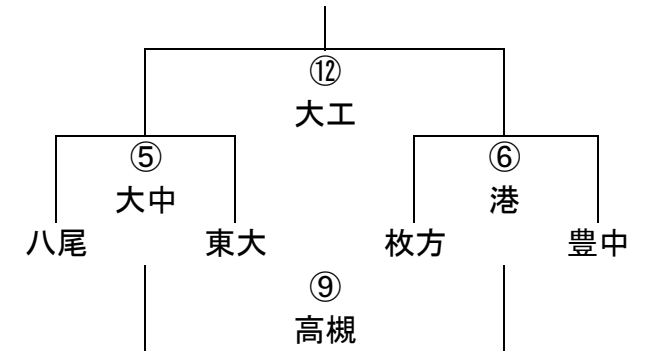 ⑫
大工
⑤ ⑥
大中 港
八尾 東大 枚方 豊中
⑨
高槻